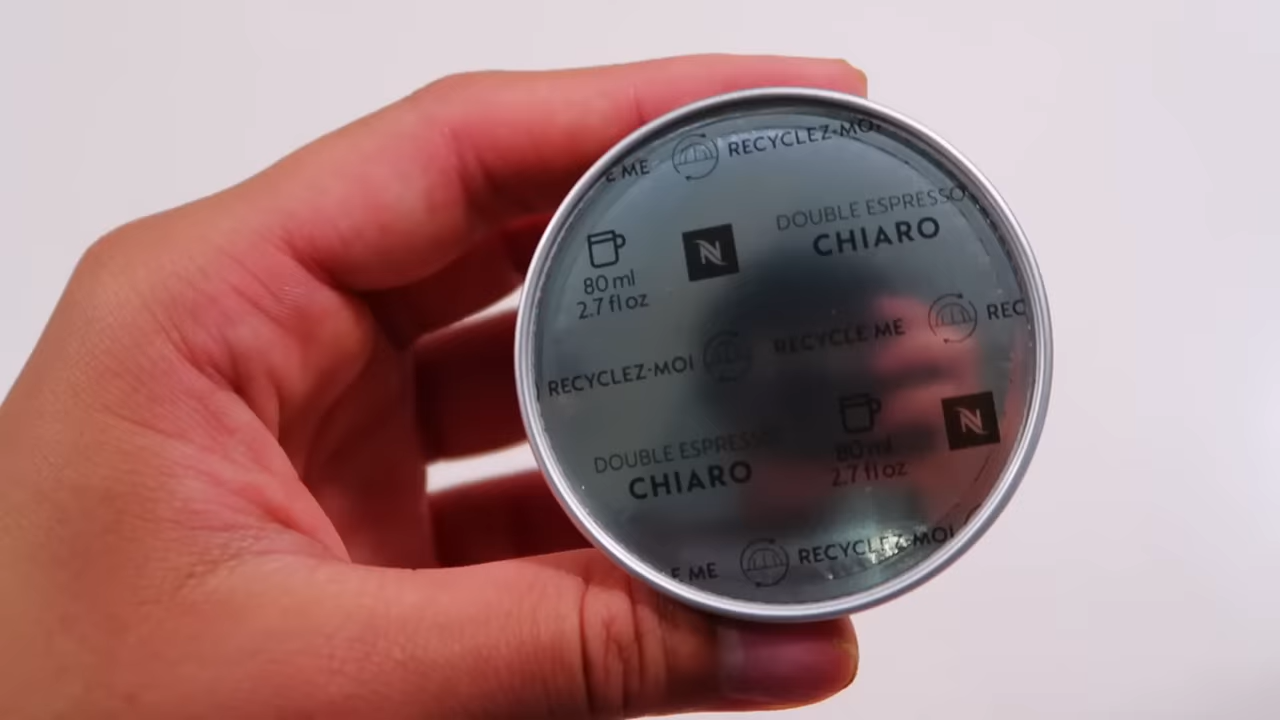 E ME RECYCLEZ-MOI
DOUBLE ESPRESSO
CHIARO
N
80 ml
2.7 fl oz
RECYCLEZ-MOI RECYCLE ME REC
DOUBLE ESPRESSO
CHIARO
N
80 ml
2.7 fl oz
E ME RECYCLEZ-MOI